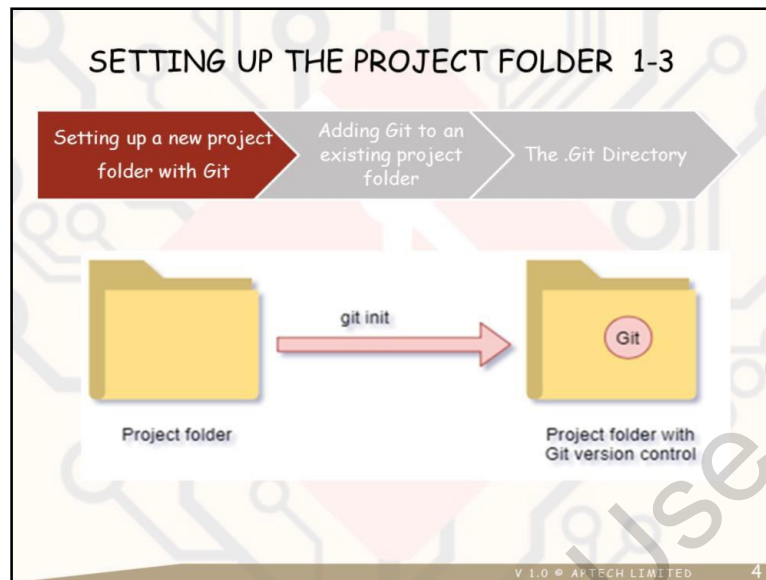 SETTING UP THE PROJECT FOLDER 1-3
Setting up a new project
folder with Git
Adding Git to an
existing project
folder
The .Git Directory
git init
Git
Project folder
Project folder with
Git version control
Use
V 1.0 © APTECH LIMITED
4